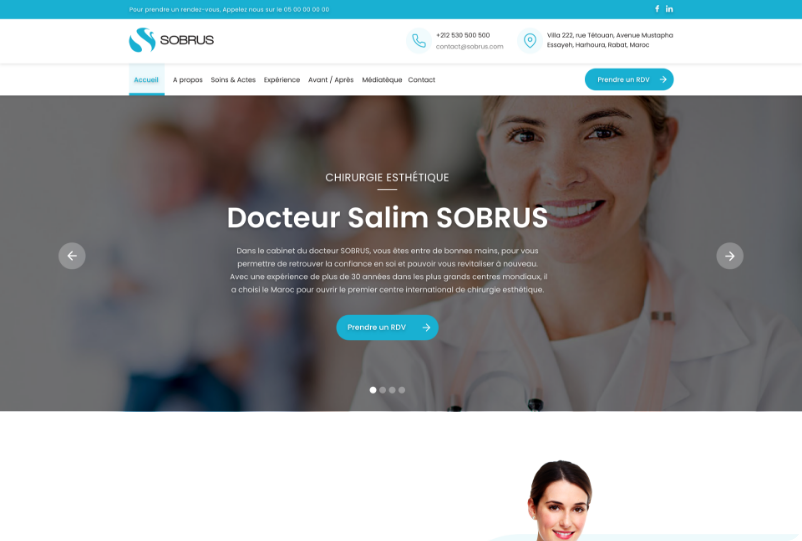 Pour prendre un rendez-vous, Appelez nous sur le 05 00 00 00 00
SOBRUS
+212 530 500 500
contact@sobrus.com
Villa 222, rue Tétouan, Avenue Mustapha
Essayeh, Harhoura, Rabat, Maroc
Accueil A propos Soins & Actes Expérience Avant / Après Médiatèque Contact
Prendre un RDV
CHIRURGIE ESTHÉTIQUE
Docteur Salim SOBRUS
Dans le cabinet du docteur SOBRUS, vous êtes entre de bonnes mains, pour vous
permettre de retrouver la confiance en soi et pouvoir vous revitaliser à nouveau.
Avec une expérience de plus de 30 années dans les plus grands centres mondiaux, il
a choisi le Maroc pour ouvrir le premier centre international de chirurgie esthétique.
Prendre un RDV